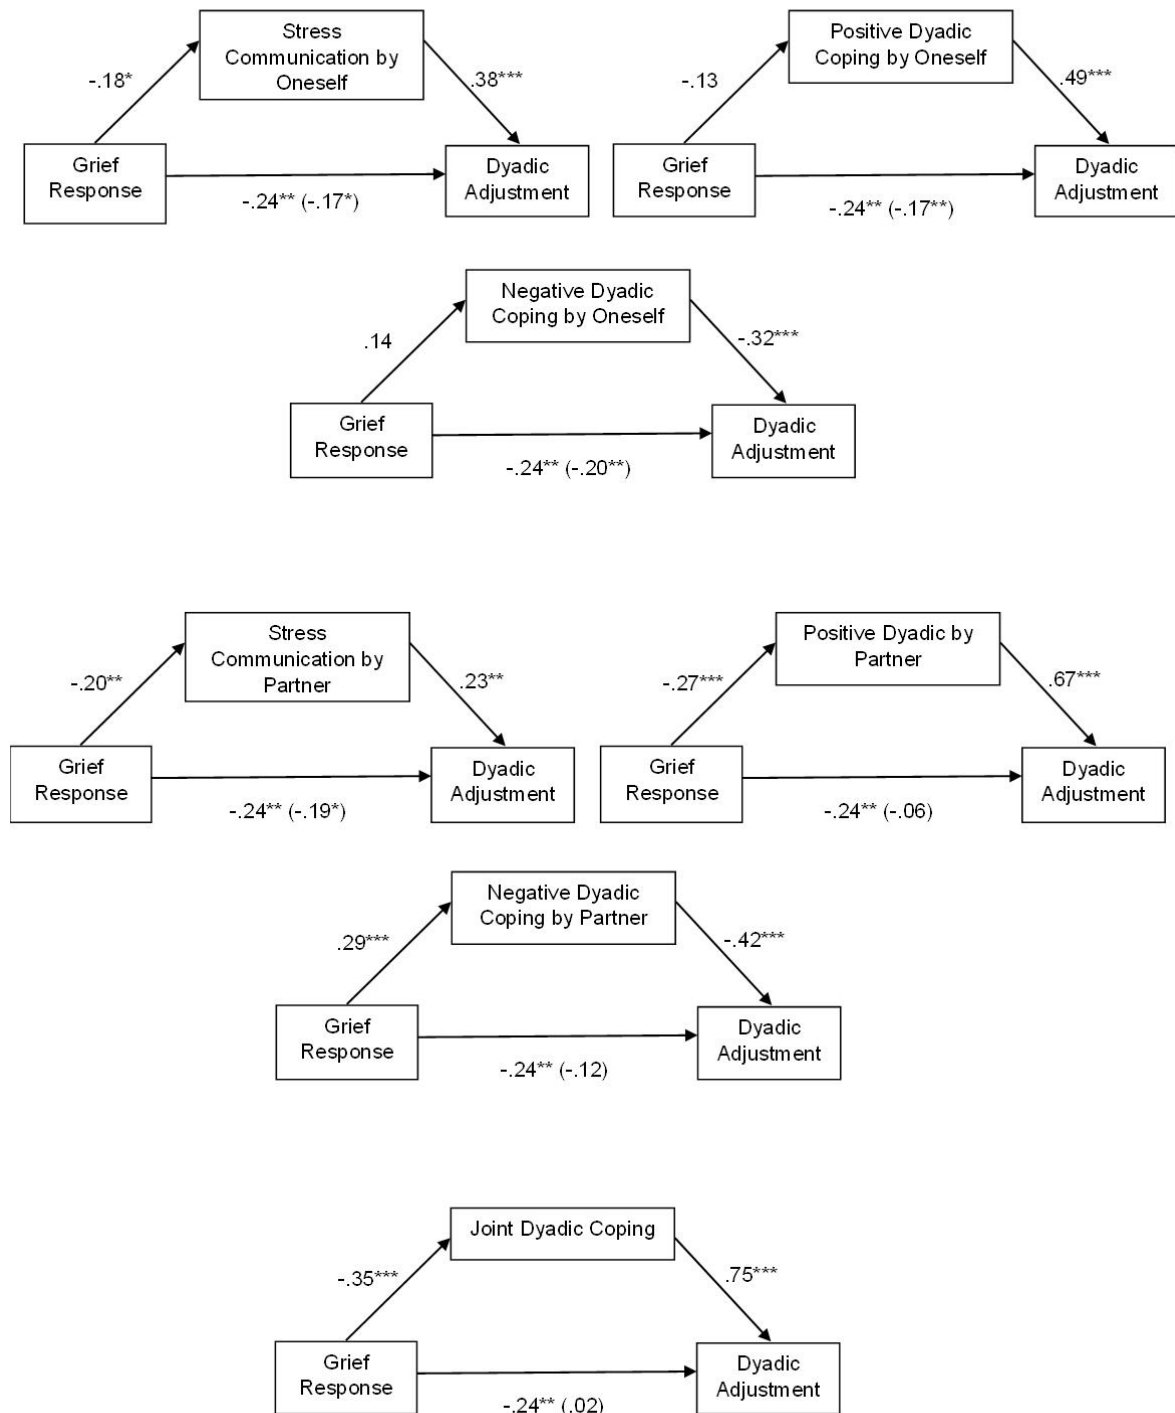 Stress
Communication by
Oneself
-.18*
.38***
Grief
Response
Dyadic
Adjustment
-.24** (-.17*)
Positive Dyadic
Coping by Oneself
-.13
.49***
Grief
Response
Dyadic
Adjustment
-.24** (-.17**)
Negative Dyadic
Coping by Oneself
.14
-.32***
Grief
Response
Dyadic
Adjustment
-.24** (-.20**)
Stress
Communication by
Partner
-.20**
.23**
Grief
Response
Dyadic
Adjustment
-.24** (-.19*)
Positive Dyadic by
Partner
-.27***
.67***
Grief
Response
Dyadic
Adjustment
-.24** (-.06)
Negative Dyadic
Coping by Partner
.29***
-.42***
Grief
Response
Dyadic
Adjustment
-.24** (-.12)
Joint Dyadic Coping
-.35***
.75***
Grief
Response
Dyadic
Adjustment
-.24** (.02)